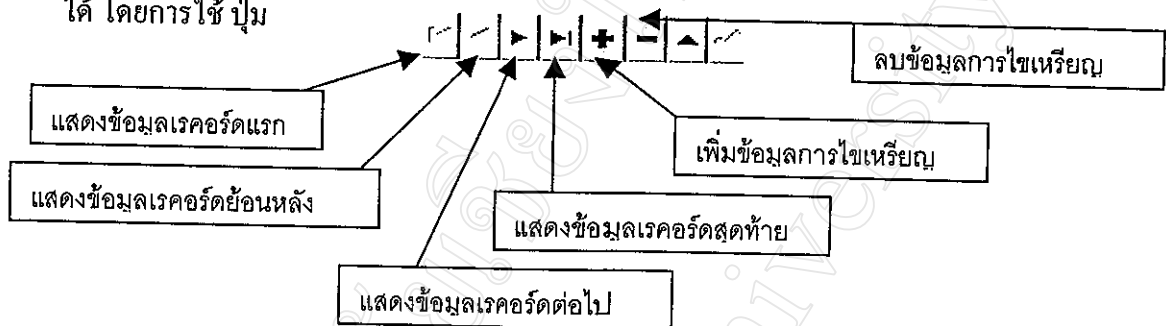 ได้ โดยการใช้ ปุ่ม
ลบข้อมูลการไขเหรียญ
แสดงข้อมูลเรคอร์ดแรก
เพิ่มข้อมูลการไขเหรียญ
แสดงข้อมูลเรคอร์ดย้อนหลัง
แสดงข้อมูลเรคอร์ดสุดท้าย
แสดงข้อมูลเรคอร์ดต่อไป